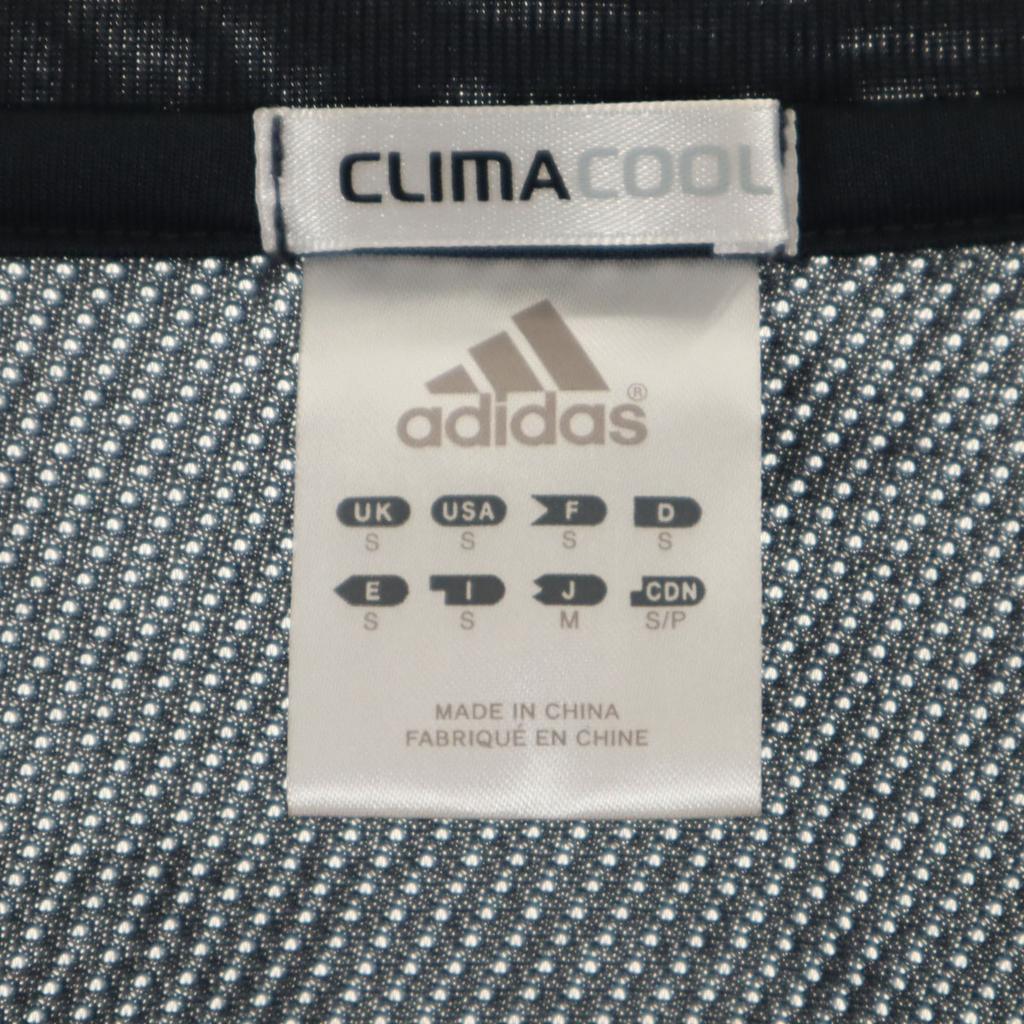 CLIMACOOL
adidas®
UK USA F D
S S S S
E I J CDN
S S M S/P
MADE IN CHINA
FABRIQUÉ EN CHINE